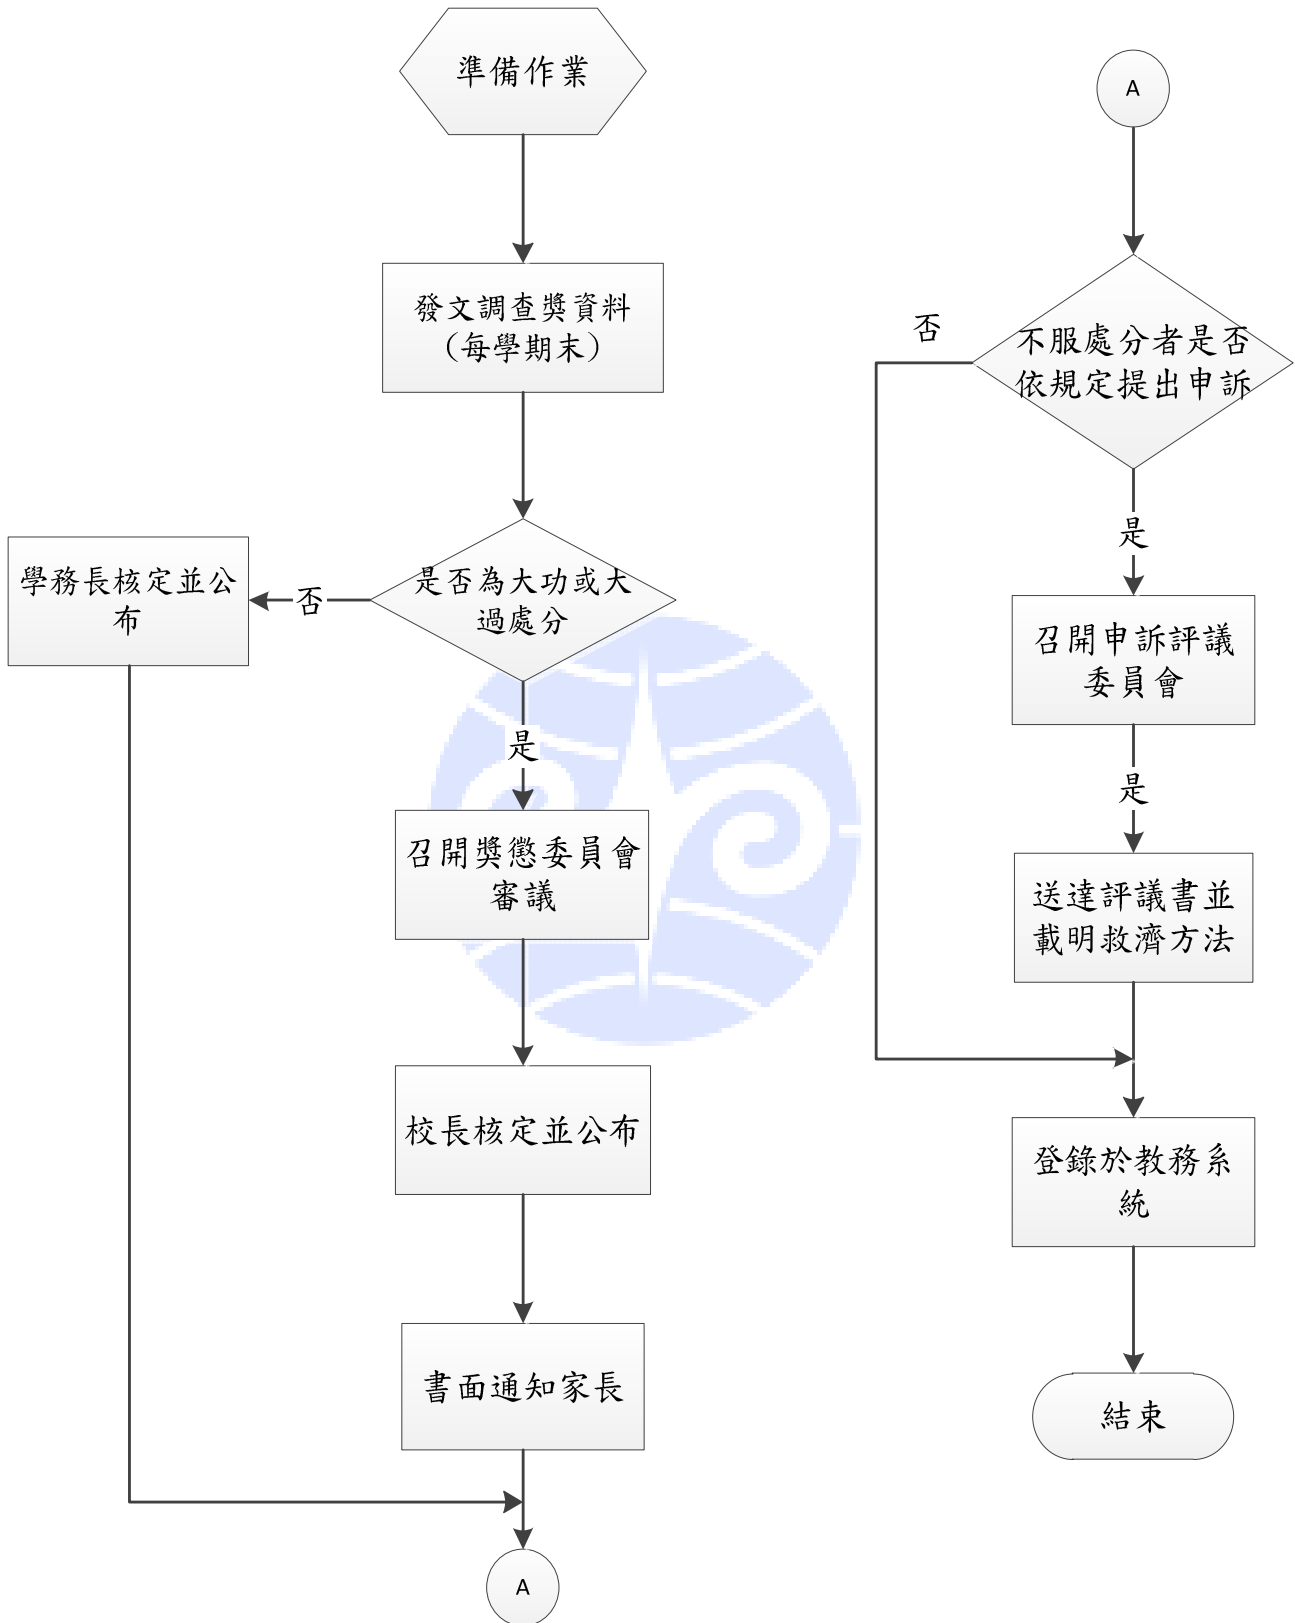 準備作業
發文調查獎資料
（每學期末）
是否為大功或大
過處分
否
學務長核定並公
布
是
召開獎懲委員會
審議
校長核定並公布
書面通知家長
A
A
不服處分者是否
依規定提出申訴
否
是
召開申訴評議
委員會
是
送達評議書並
載明救濟方法
登錄於教務系
統
結束